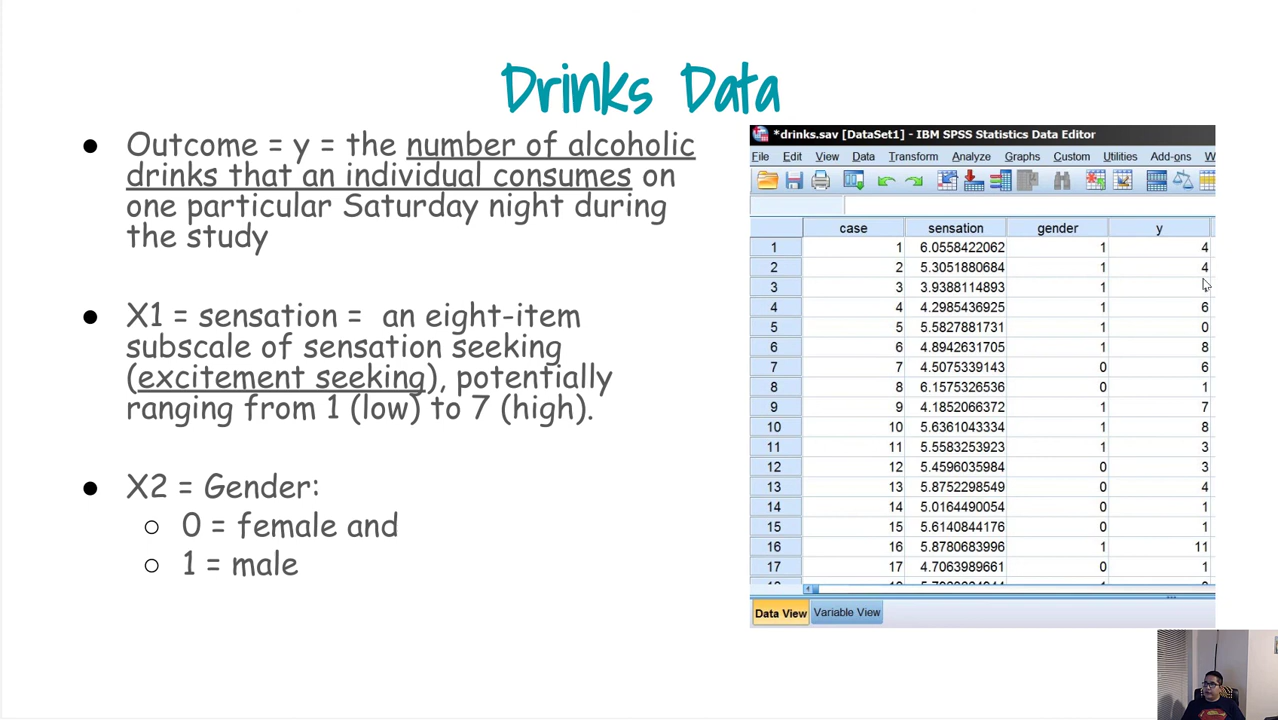 Drinks Data
● Outcome = y = the number of alcoholic
drinks that an individual consumes on
one particular Saturday night during
the study
● X1 = sensation = an eight-item
subscale of sensation seeking
(excitement seeking), potentially
ranging from 1 (low) to 7 (high).
● X2 = Gender:
○ 0 = female and
○ 1 = male
*drinks.sav [DataSet1] - IBM SPSS Statistics Data Editor
File Edit View Data Transform Analyze Graphs Custom Utilities Add-ons W
case sensation gender y
1 1 6.0558422062 1 4
2 2 5.3051880684 1 4
3 3 3.9388114893 1
4 4 4.2985436925 1 6
5 5 5.5827881731 1 0
6 6 4.8942631705 1 8
7 7 4.5075339143 0 6
8 8 6.1575326536 0 1
9 9 4.1852066372 1 7
10 10 5.6361043334 1 8
11 11 5.5583253923 1 3
12 12 5.4596035984 0 3
13 13 5.8752298549 0 4
14 14 5.0164490054 0 1
15 15 5.6140844176 0 1
16 16 5.8780683996 1 11
17 17 4.7063989661 0 1
Data View Variable View